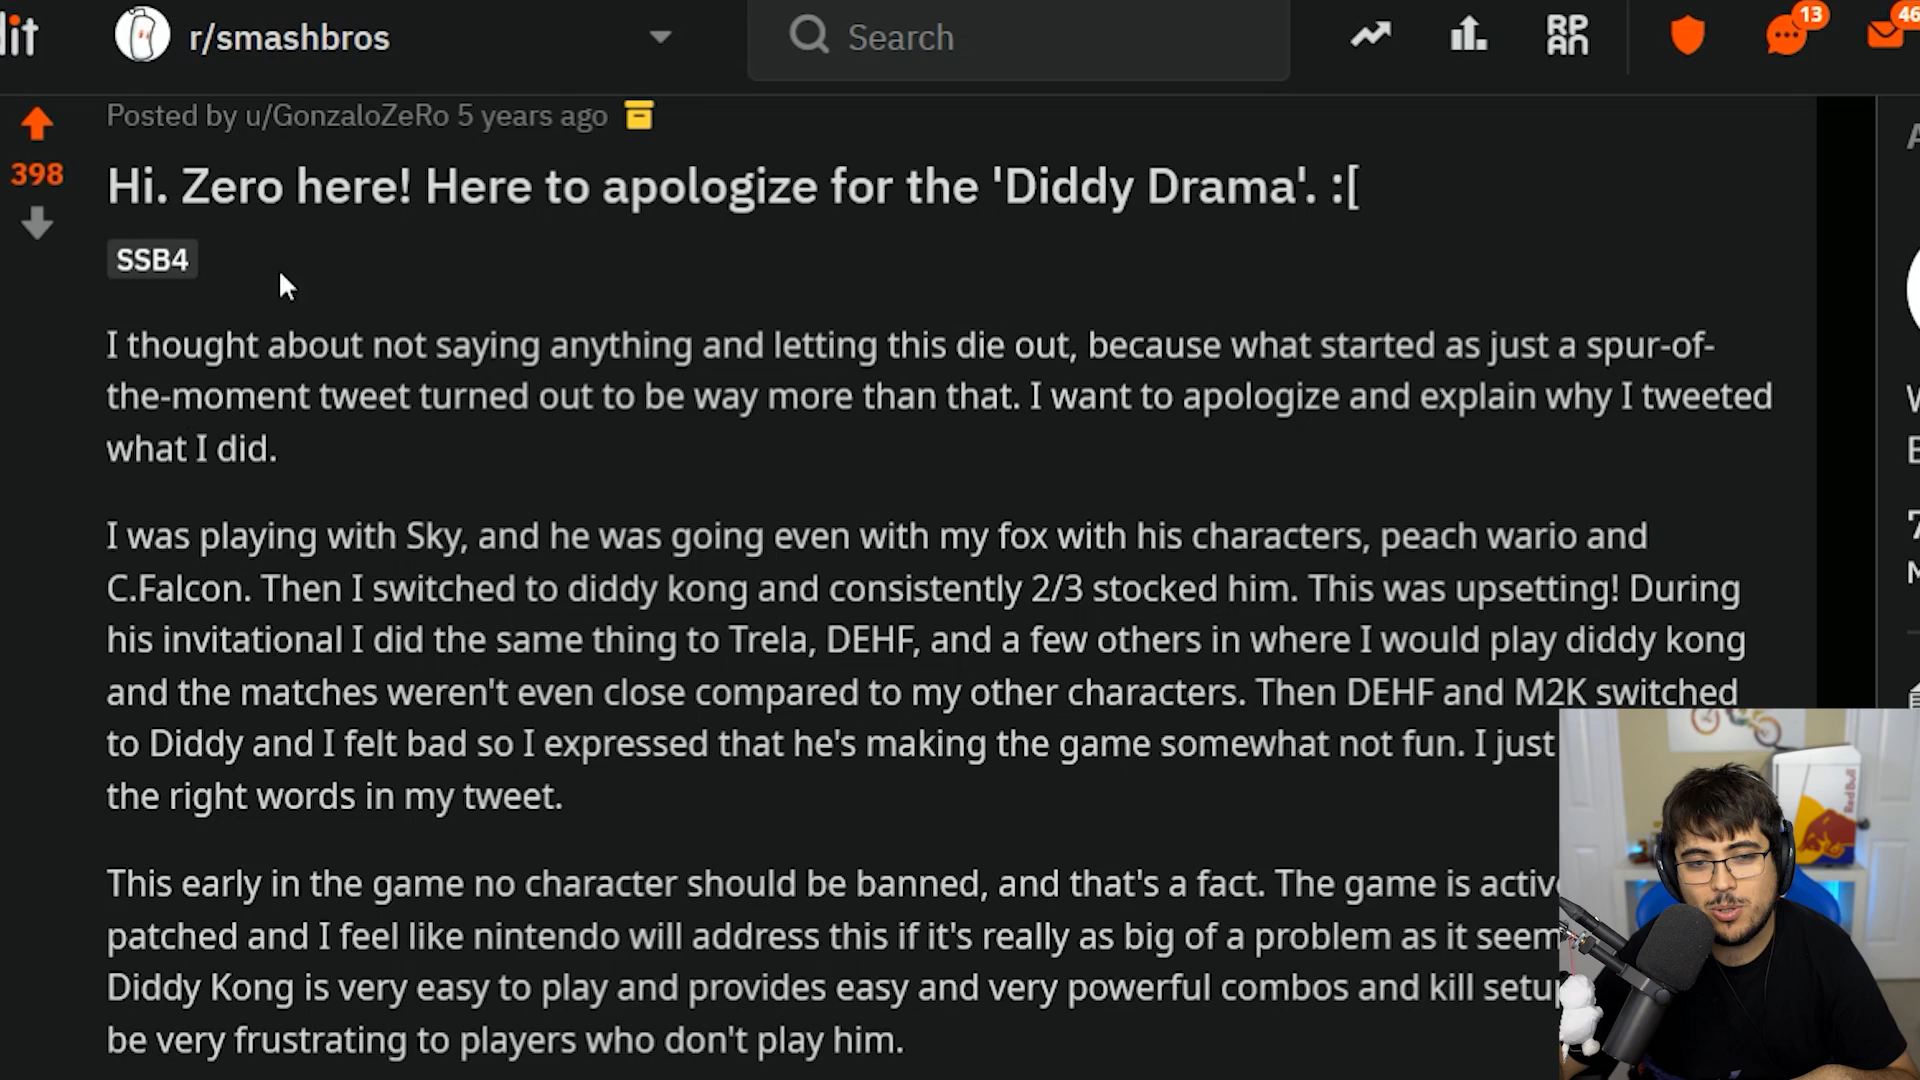 dit r/smashbros Search RPAN 13 46
Posted by u/GonzaloZeRo 5 years ago
398
Hi. Zero here! Here to apologize for the 'Diddy Drama'. :[
SSB4
I thought about not saying anything and letting this die out, because what started as just a spur-of-
the-moment tweet turned out to be way more than that. I want to apologize and explain why I tweeted
what I did.
I was playing with Sky, and he was going even with my fox with his characters, peach wario and
C.Falcon. Then I switched to diddy kong and consistently 2/3 stocked him. This was upsetting! During
his invitational I did the same thing to Trela, DEHF, and a few others in where I would play diddy kong
and the matches weren't even close compared to my other characters. Then DEHF and M2K switched
to Diddy and I felt bad so I expressed that he's making the game somewhat not fun. I just
the right words in my tweet.
This early in the game no character should be banned, and that's a fact. The game is activ
patched and I feel like nintendo will address this if it's really as big of a problem as it seem
Diddy Kong is very easy to play and provides easy and very powerful combos and kill setu
be very frustrating to players who don't play him.
Red Bull